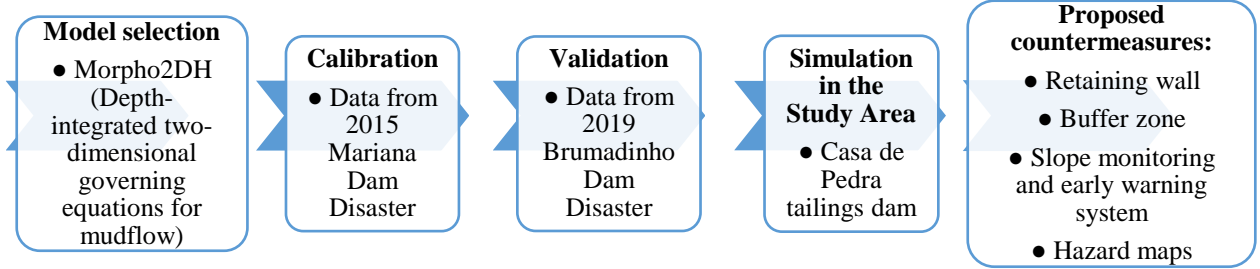 Model selection
● Morpho2DH
(Depth-
integrated two-
dimensional
governing
equations for
mudflow)
Calibration
● Data from
2015
Mariana
Dam
Disaster
Validation
● Data from
2019
Brumadinho
Dam
Disaster
Simulation
in the
Study Area
● Casa de
Pedra
tailings dam
Proposed
countermeasures:
● Retaining wall
● Buffer zone
● Slope monitoring
and early warning
system
● Hazard maps